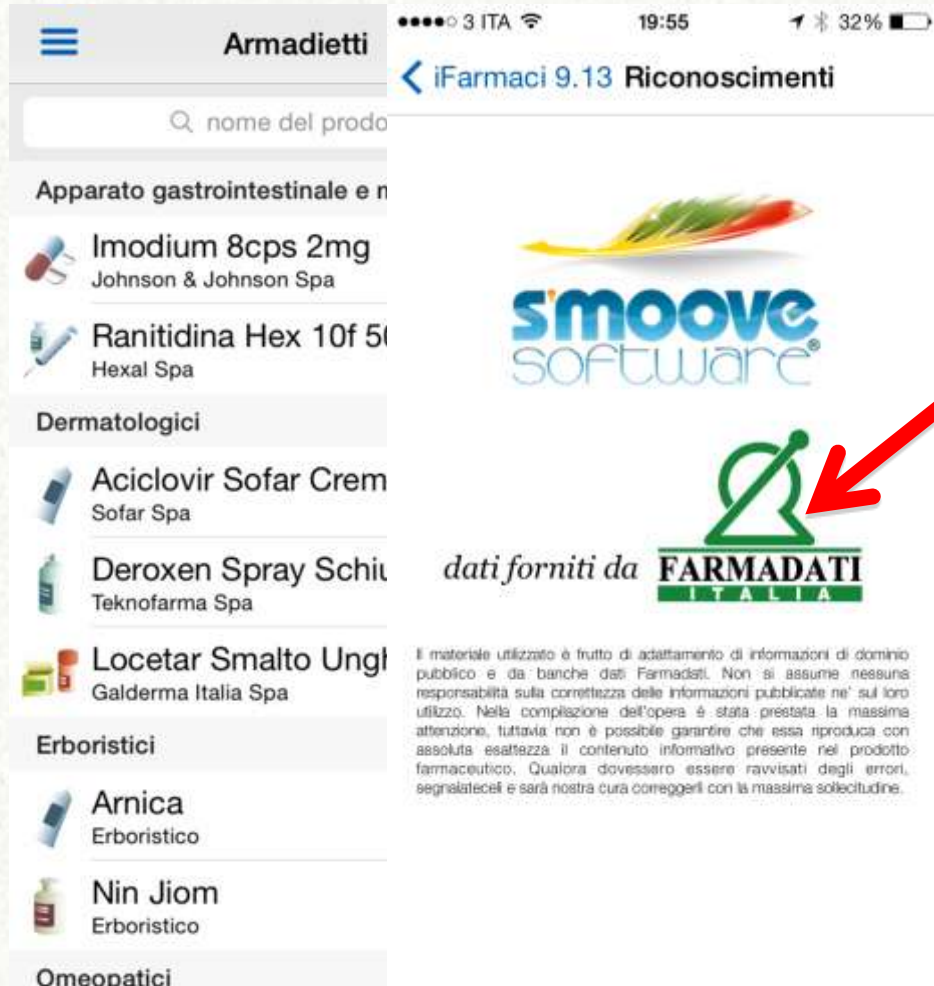 Armadietti
nome del prodo
Apparato gastrointestinale e m
Imodium 8cps 2mg
Johnson & Johnson Spa
Ranitidina Hex 10f 50
Hexal Spa
Dermatologici
Aciclovir Sofar Crem
Sofar Spa
Deroxen Spray Schiu
Teknofarma Spa
Locetar Smalto Ungh
Galderma Italia Spa
Erboristici
Arnica
Erboristico
Nin Jiom
Erboristico
Omeopatici
3 ITA 19:55 32%
iFarmaci 9.13 Riconoscimenti
s'moove
software®
dati forniti da FARMADATI
ITALIA
Il materiale utilizzato è frutto di adattamento di informazioni di dominio
pubblico e da banche dati Farmadati. Non si assume nessuna
responsabilità sulla correttezza delle informazioni pubblicate ne' sul loro
utilizzo. Nella compilazione dell'opera è stata prestata la massima
attenzione, tuttavia non è possibile garantire che essa riproduca con
assoluta esattezza il contenuto informativo presente nel prodotto
farmaceutico. Qualora dovessero essere ravvisati degli errori,
segnalateceli e sarà nostra cura correggerli con la massima sollecitudine.